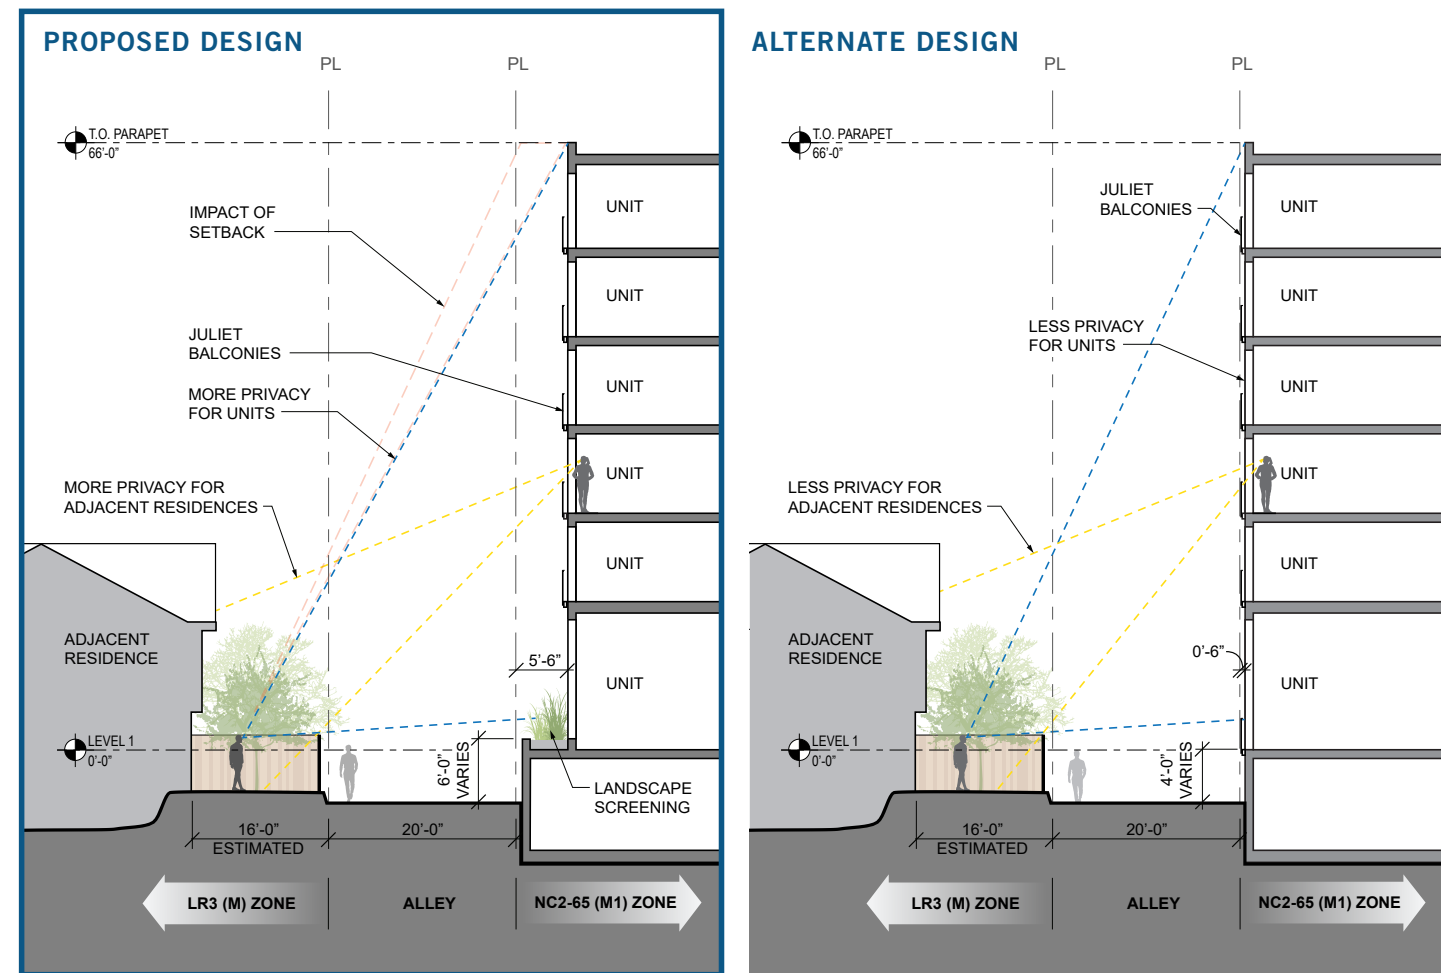 PROPOSED DESIGN
PL
PL
T.O. PARAPET
66'-0"
IMPACT OF
SETBACK
JULIET
BALCONIES
MORE PRIVACY
FOR UNITS
MORE PRIVACY FOR
ADJACENT RESIDENCES
UNIT
UNIT
UNIT
UNIT
UNIT
UNIT
ADJACENT
RESIDENCE
5'-6"
LEVEL 1
0'-0"
6'-0"
VARIES
LANDSCAPE
SCREENING
16'-0"
ESTIMATED
20'-0"
LR3 (M) ZONE
ALLEY
NC2-65 (M1) ZONE
ALTERNATE DESIGN
PL
PL
T.O. PARAPET
66'-0"
JULIET
BALCONIES
LESS PRIVACY
FOR UNITS
LESS PRIVACY FOR
ADJACENT RESIDENCES
UNIT
UNIT
UNIT
UNIT
UNIT
UNIT
ADJACENT
RESIDENCE
0'-6"
LEVEL 1
0'-0"
4'-0"
VARIES
16'-0"
ESTIMATED
20'-0"
LR3 (M) ZONE
ALLEY
NC2-65 (M1) ZONE